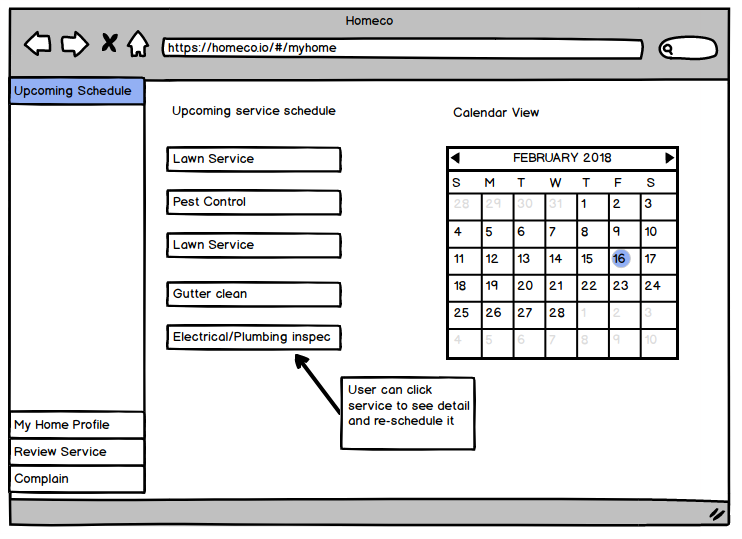 Homeco
https://homeco.io/#/myhome
Upcoming Schedule
Upcoming service schedule
Lawn Service
Pest Control
Lawn Service
Gutter clean
Electrical/Plumbing inspec
User can click
service to see detail
and re-schedule it
Calendar View
FEBRUARY 2018
S M T W T F S
28 29 30 31 1 2 3
4 5 6 7 8 9 10
11 12 13 14 15 16 17
18 19 20 21 22 23 24
25 26 27 28 1 2 3
4 5 6 7 8 9 10
My Home Profile
Review Service
Complain